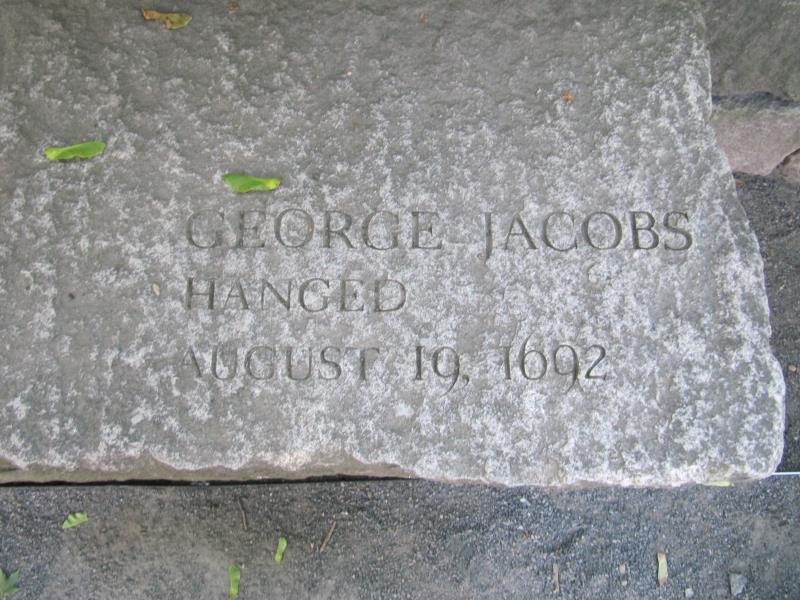 GEORGE JACOBS
HANGED
AUGUST 19, 1692